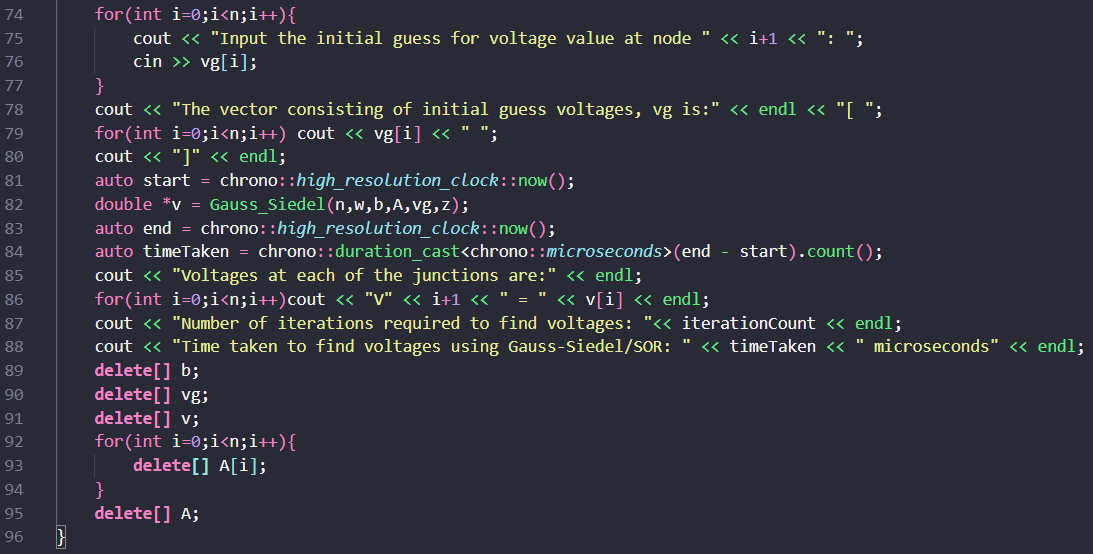 74 for(int i=0;i<n;i++){
75 cout << "Input the initial guess for voltage value at node " << i+1 << ": ";
76 cin >> vg[i];
77 }
78 cout << "The vector consisting of initial guess voltages, vg is:" << endl << "[ ";
79 for(int i=0;i<n;i++) cout << vg[i] << " ";
80 cout << "]" << endl;
81 auto start = chrono::high_resolution_clock::now();
82 double *v = Gauss_Siedel(n,w,b,A,vg,z);
83 auto end = chrono::high_resolution_clock::now();
84 auto timeTaken = chrono::duration_cast<chrono::microseconds>(end - start).count();
85 cout << "Voltages at each of the junctions are:" << endl;
86 for(int i=0;i<n;i++)cout << "V" << i+1 << " = " << v[i] << endl;
87 cout << "Number of iterations required to find voltages: "<< iterationCount << endl;
88 cout << "Time taken to find voltages using Gauss-Siedel/SOR: " << timeTaken << " microseconds" << endl;
89 delete[] b;
90 delete[] vg;
91 delete[] v;
92 for(int i=0;i<n;i++){
93 delete[] A[i];
94 }
95 delete[] A;
96 }